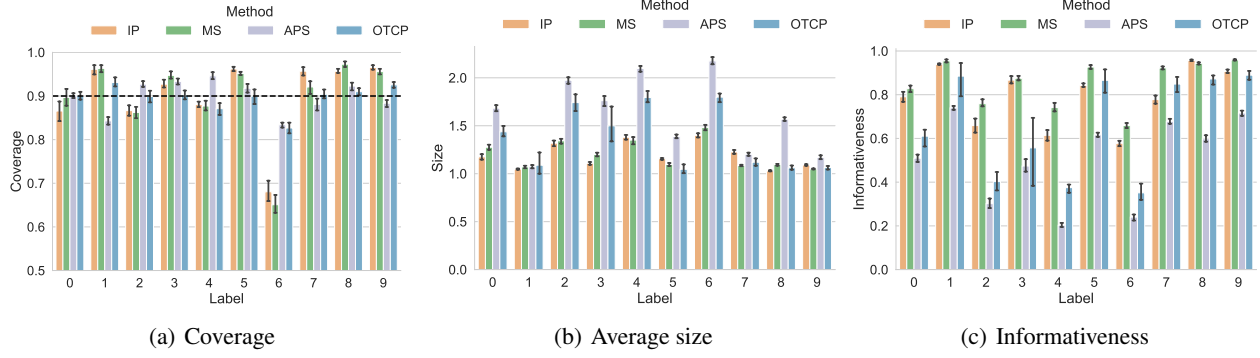 Method
IP MS APS OTCP
1.0
0.9
0.8
0.7
0.6
0.5
Coverage
0 1 2 3 4 5 6 7 8 9
Label
(a) Coverage
Method
IP MS APS OTCP
2.0
1.5
1.0
0.5
0.0
Size
0 1 2 3 4 5 6 7 8 9
Label
(b) Average size
Method
IP MS APS OTCP
1.0
0.8
0.6
0.4
0.2
0.0
Informativeness
0 1 2 3 4 5 6 7 8 9
Label
(c) Informativeness